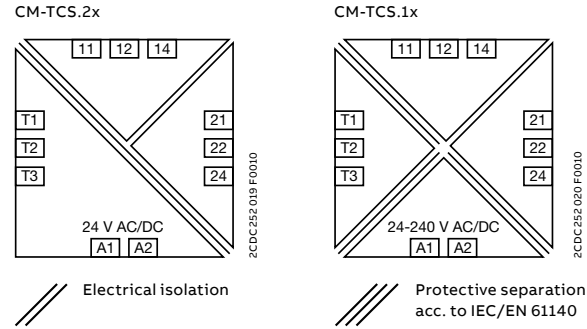 CM-TCS.2x
11 12 14
T1
T2
T3
21
22
24
24 V AC/DC
A1 A2
2CDC 252 019 F0010
Electrical isolation
CM-TCS.1x
11 12 14
T1
T2
T3
21
22
24
24-240 V AC/DC
A1 A2
2CDC 252 020 F0010
Protective separation
acc. to IEC/EN 61140